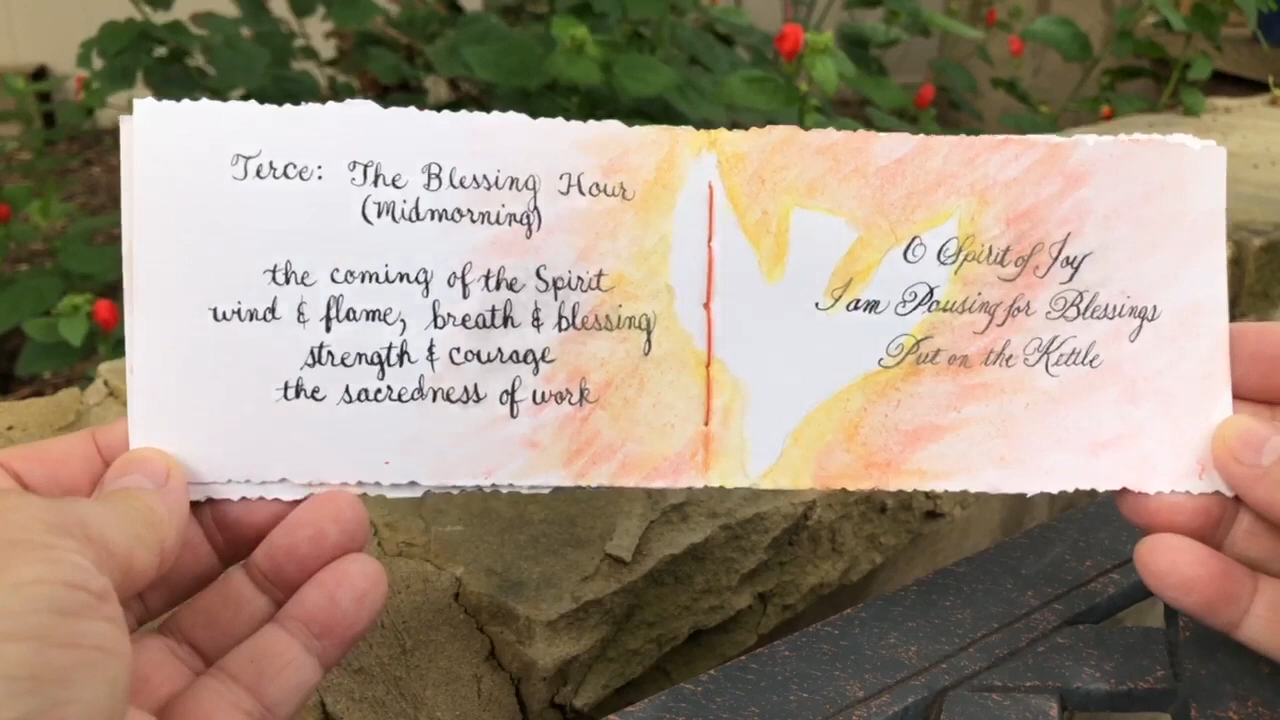 Terce: The Blessing Hour
(Midmorning)
the coming of the Spirit
wind & flame, breath & blessing
strength & courage
the sacredness of work
O Spirit of Joy
I am Pausing for Blessings
Put on the Kettle